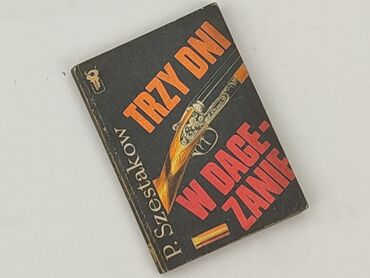 P. Szestakow
TRZY DNI
W DAGE-
ZANIE